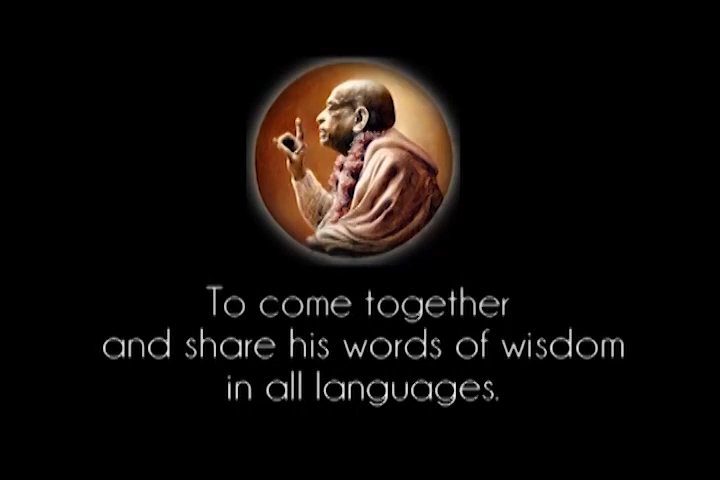 To come together
and share his words of wisdom
in all languages.